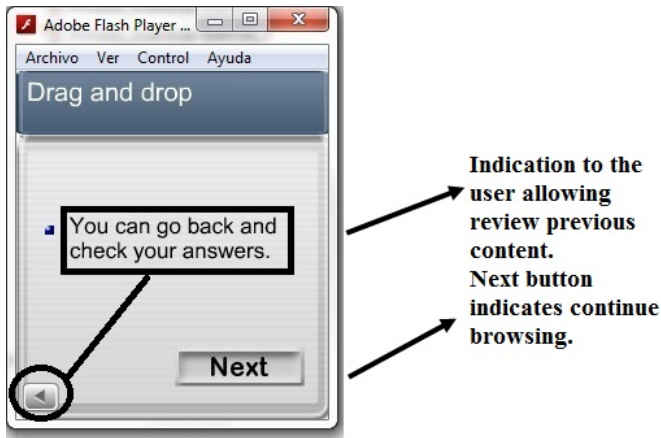 Adobe Flash Player ...
Archivo Ver Control Ayuda
Drag and drop
You can go back and
check your answers.
Next
Indication to the
user allowing
review previous
content.
Next button
indicates continue
browsing.